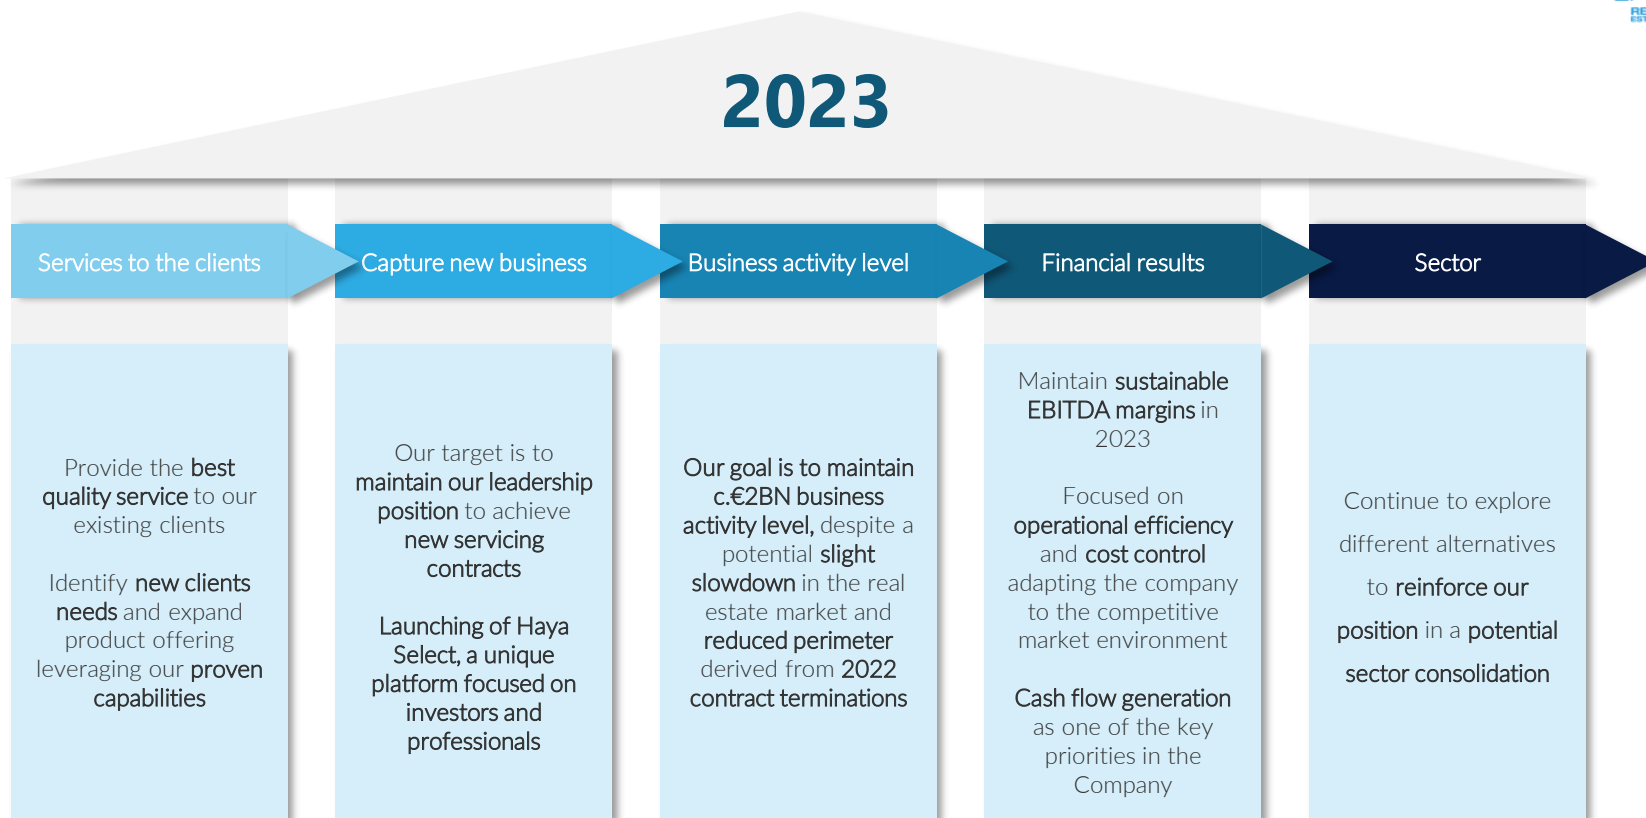 RE
EST
2023
Services to the clients
Capture new business
Business activity level
Financial results
Sector
Provide the best
quality service to our
existing clients
Identify new clients
needs and expand
product offering
leveraging our proven
capabilities
Our target is to
maintain our leadership
position to achieve
new servicing
contracts
Launching of Haya
Select, a unique
platform focused on
investors and
professionals
Our goal is to maintain
c.€2BN business
activity level, despite a
potential slight
slowdown in the real
estate market and
reduced perimeter
derived from 2022
contract terminations
Maintain sustainable
EBITDA margins in
2023
Focused on
operational efficiency
and cost control
adapting the company
to the competitive
market environment
Cash flow generation
as one of the key
priorities in the
Company
Continue to explore
different alternatives
to reinforce our
position in a potential
sector consolidation